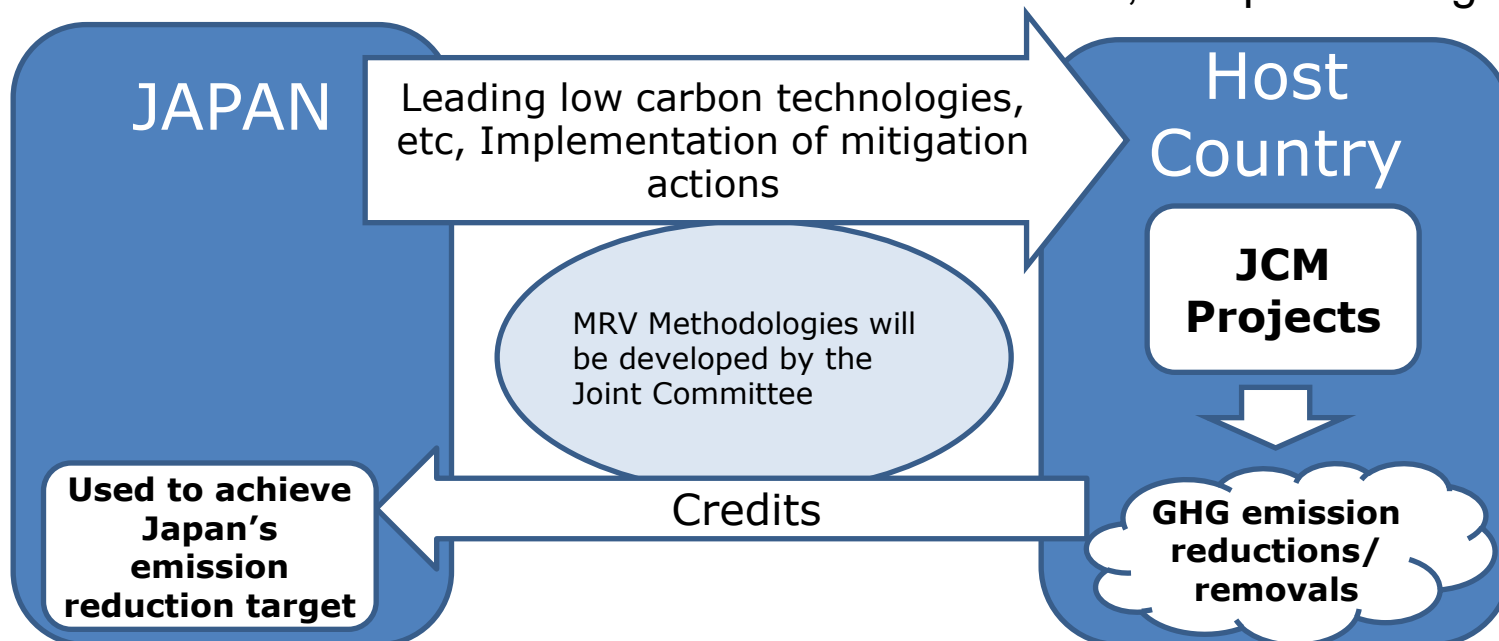 JAPAN
Leading low carbon technologies,
etc, Implementation of mitigation
actions
Host
Country
JCM
Projects
MRV Methodologies will
be developed by the
Joint Committee
Used to achieve
Japan’s
emission
reduction target
Credits
GHG emission
reductions/
removals